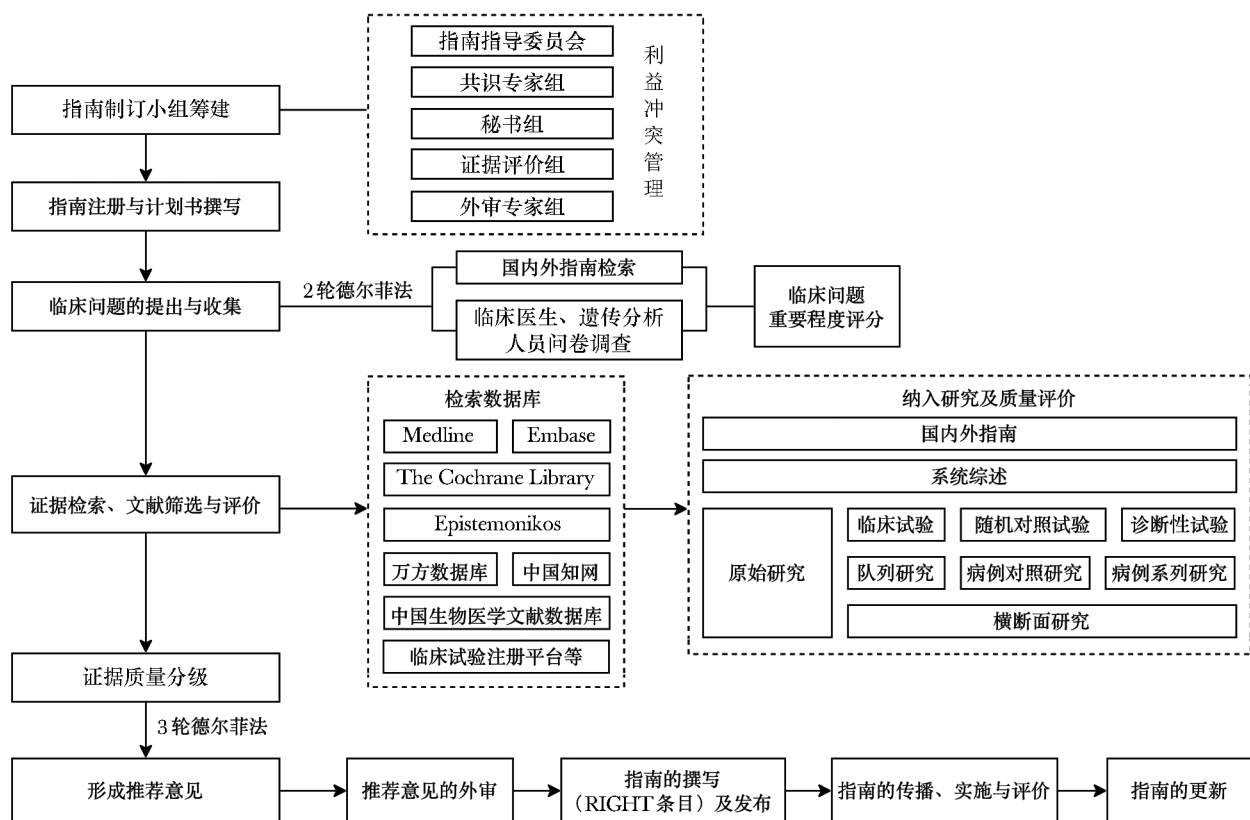 指南制订小组筹建
指南指导委员会
共识专家组
秘书组
证据评价组
外审专家组
利益冲突管理
指南注册与计划书撰写
临床问题的提出与收集
2轮德尔菲法
国内外指南检索
临床医生、遗传分析
人员问卷调查
临床问题
重要程度评分
证据检索、文献筛选与评价
检索数据库
Medline
Embase
The Cochrane Library
Epistemonikos
万方数据库
中国知网
中国生物医学文献数据库
临床试验注册平台等
纳入研究及质量评价
国内外指南
系统综述
原始研究
临床试验
随机对照试验
诊断性试验
队列研究
病例对照研究
病例系列研究
横断面研究
证据质量分级
3轮德尔菲法
形成推荐意见
推荐意见的外审
指南的撰写
（RIGHT条目）及发布
指南的传播、实施与评价
指南的更新